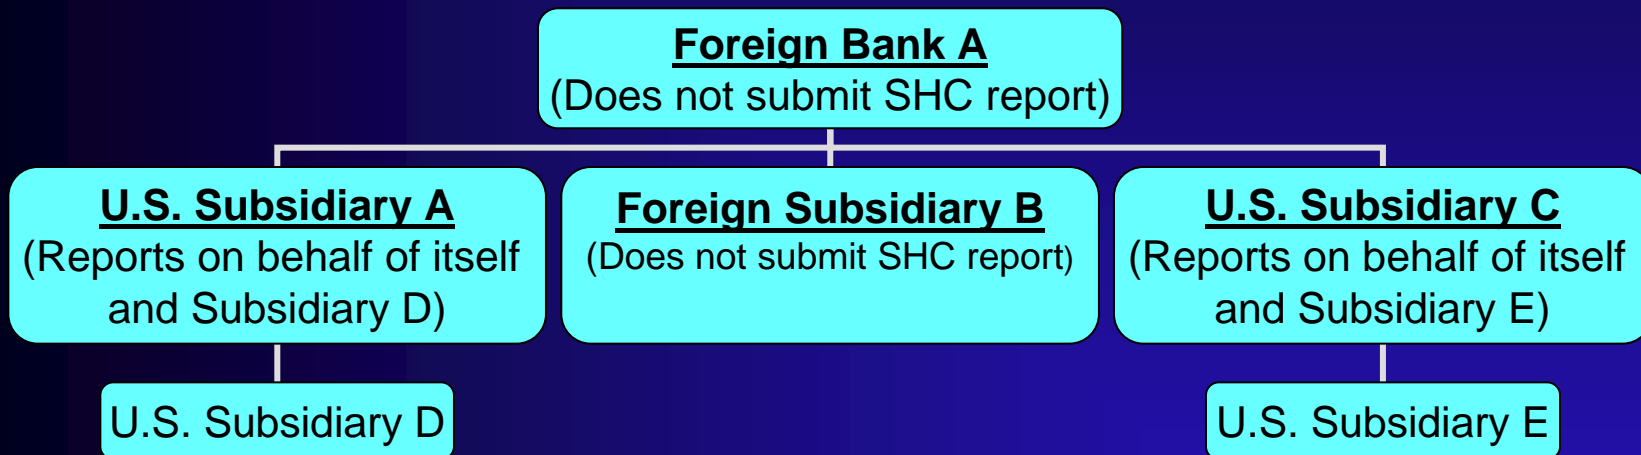 Foreign Bank A
(Does not submit SHC report)
U.S. Subsidiary A
(Reports on behalf of itself
and Subsidiary D)
Foreign Subsidiary B
(Does not submit SHC report)
U.S. Subsidiary C
(Reports on behalf of itself
and Subsidiary E)
U.S. Subsidiary D
U.S. Subsidiary E